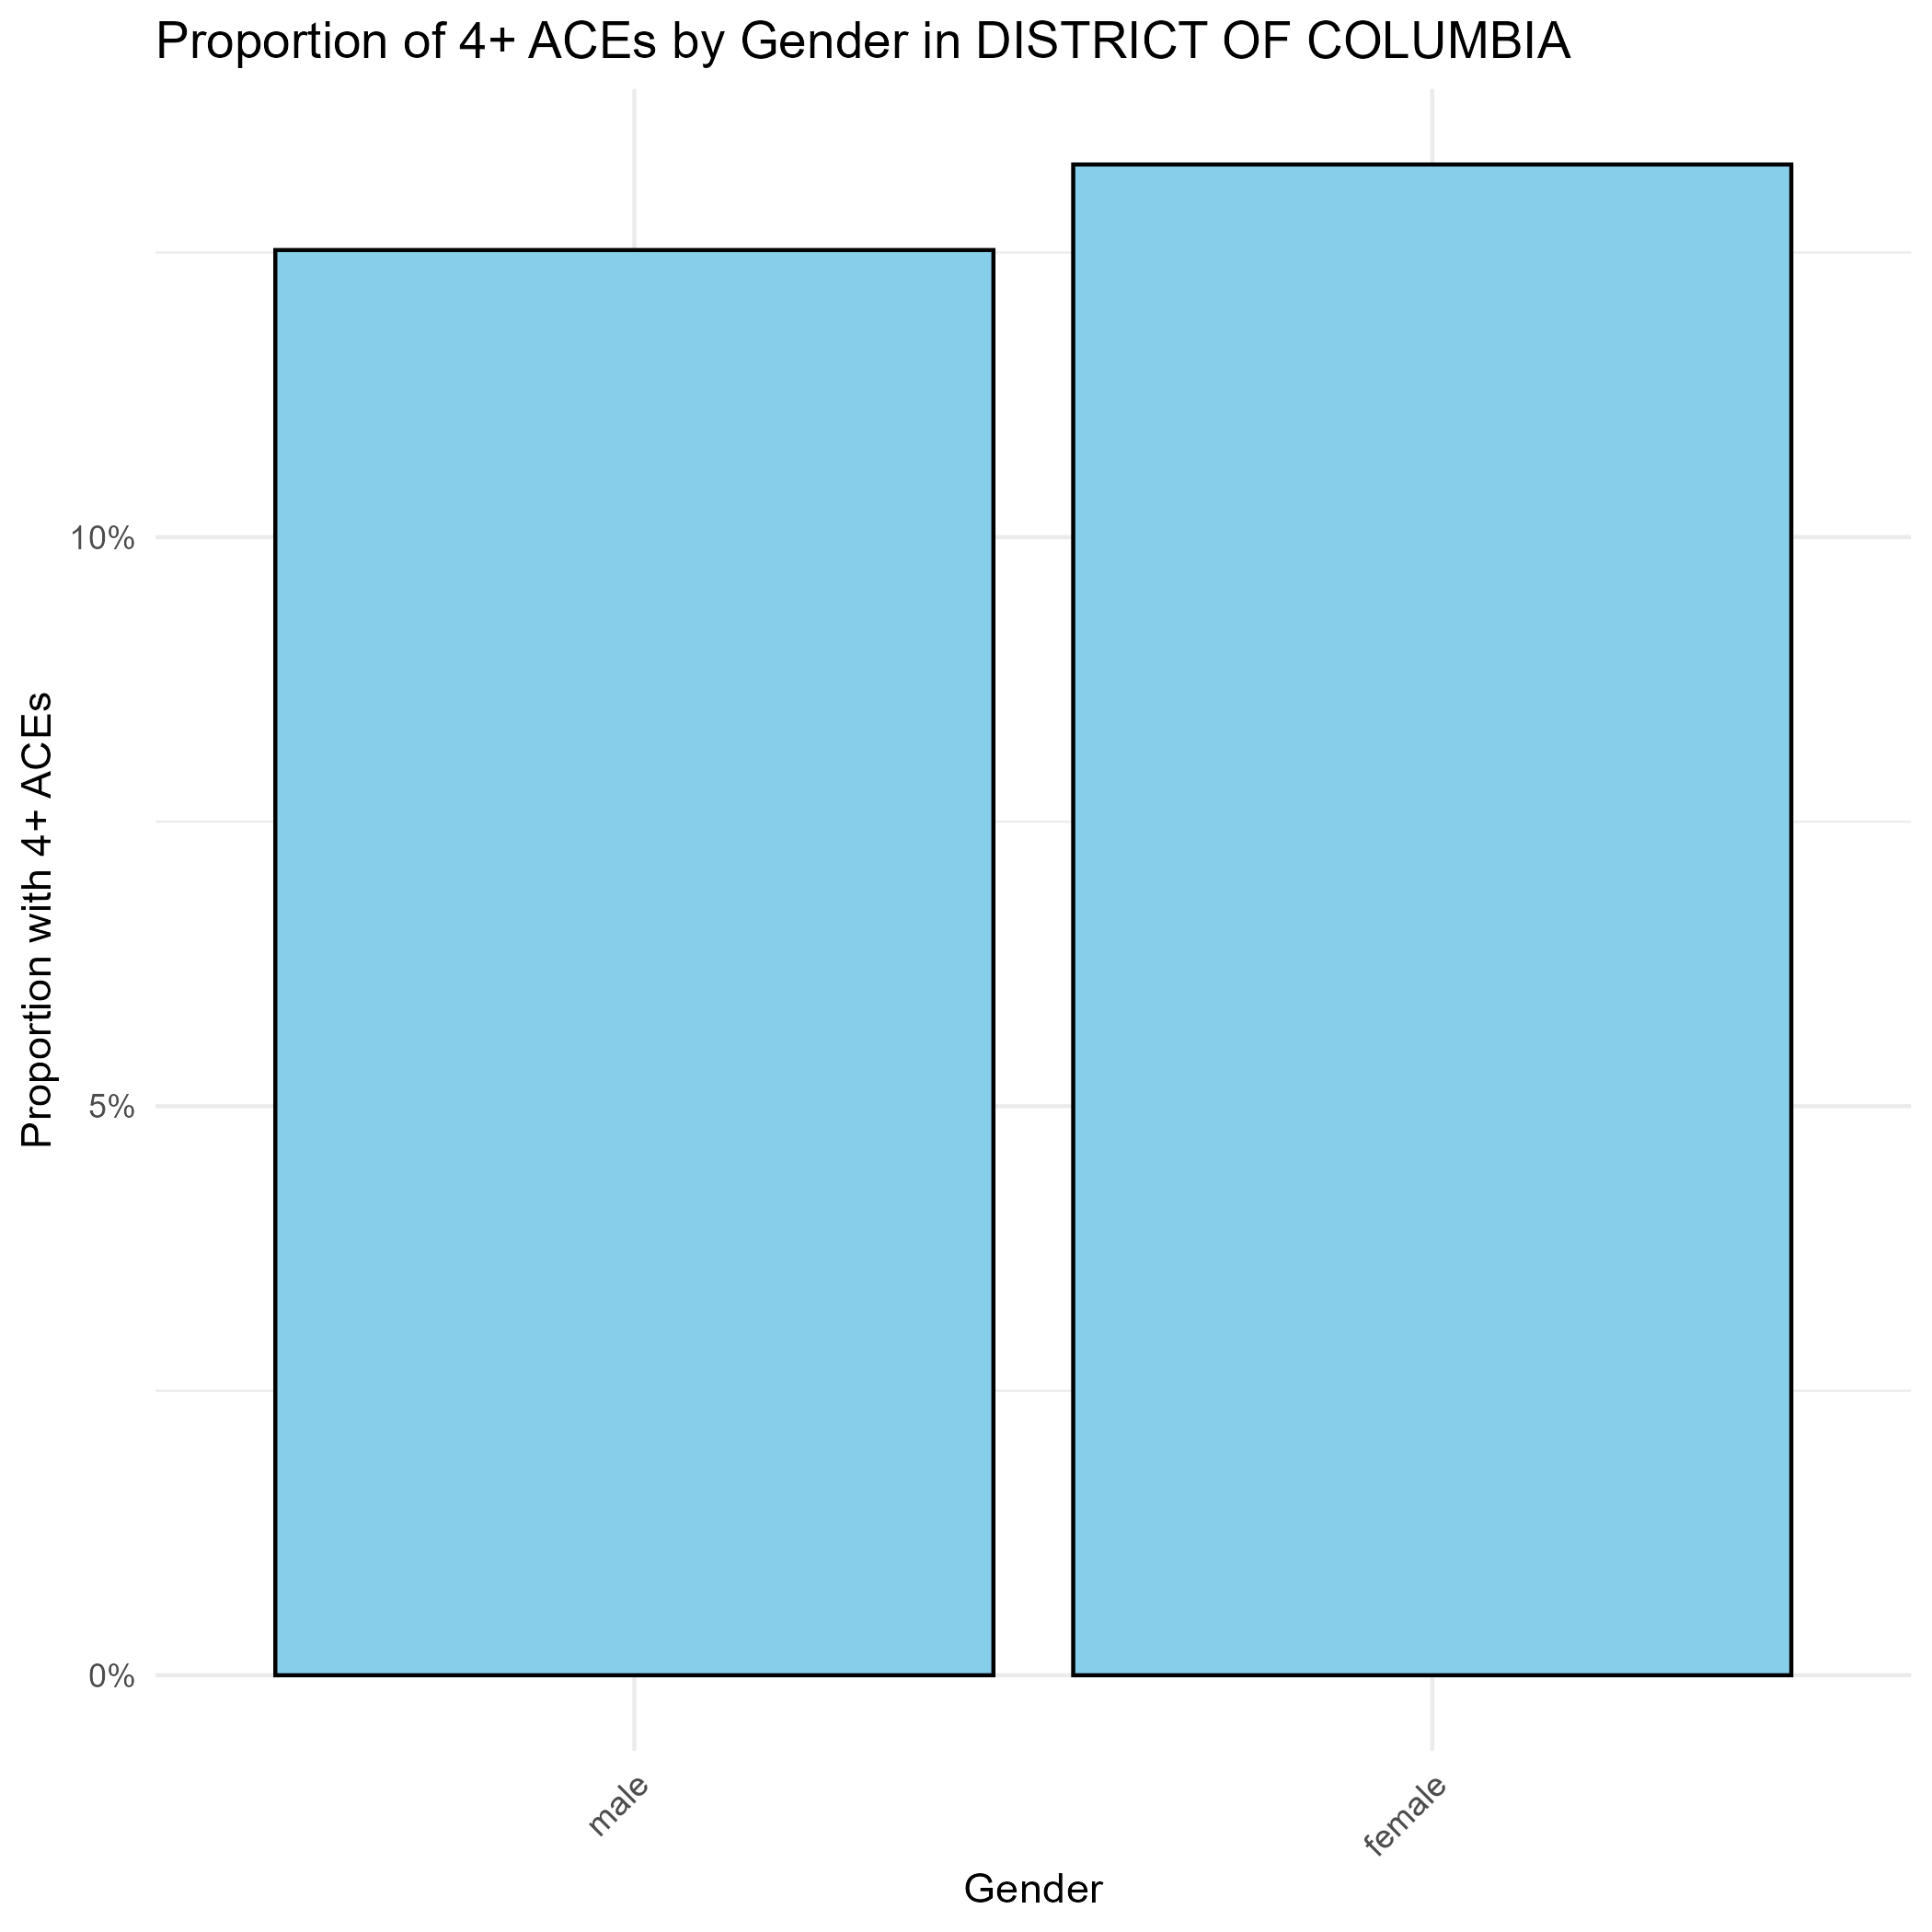 Proportion of 4+ ACEs by Gender in DISTRICT OF COLUMBIA
Proportion with 4+ ACEs
10%
5%
0%
male
female
Gender